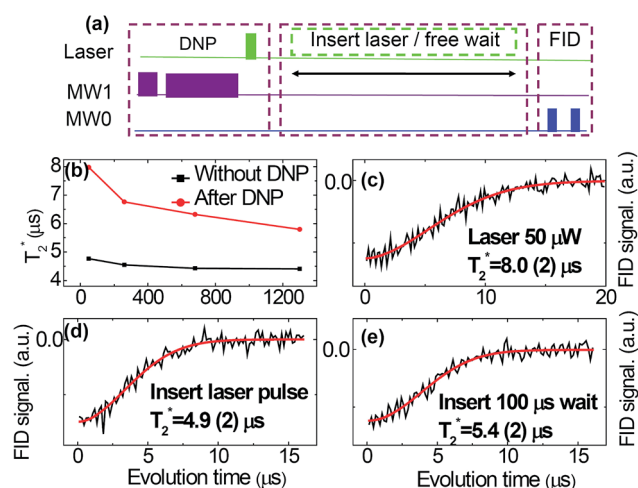 (a)
Laser
DNP
Insert laser / free wait
FID
MW1
MW0
(b)
Without DNP
After DNP
T2* (μs)
8
7
6
5
4
0 400 800 1200
(c)
0.0
Laser 50 μW
T2*=8.0 (2) μs
FID signal. (a.u.)
0 10 20
(d)
0.0
Insert laser pulse
T2*=4.9 (2) μs
FID signal. (a.u.)
0 5 10 15
Evolution time (μs)
(e)
0.0
Insert 100 μs wait
T2*=5.4 (2) μs
FID signal. (a.u.)
0 5 10 15
Evolution time (μs)